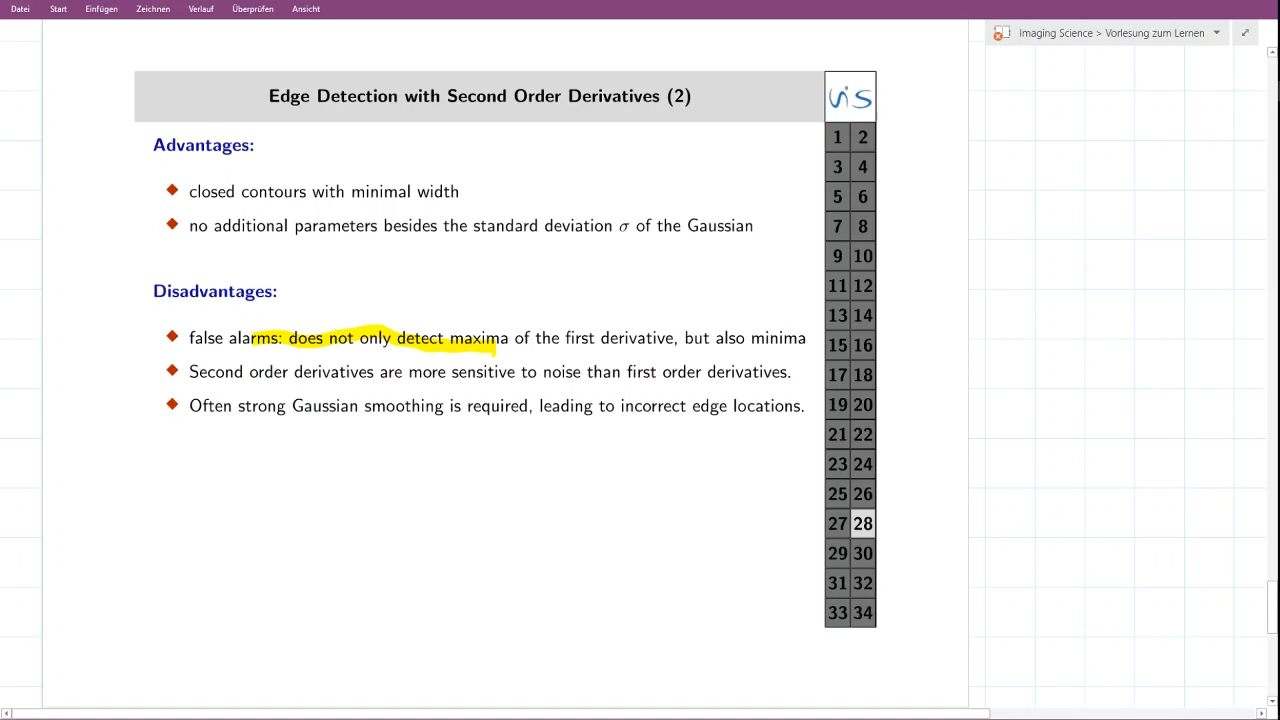 Datei Start Einfügen Zeichnen Verlauf Überprüfen Ansicht
Imaging Science > Vorlesung zum Lernen
Edge Detection with Second Order Derivatives (2)
vis
Advantages:
closed contours with minimal width
no additional parameters besides the standard deviation σ of the Gaussian
Disadvantages:
false alarms: does not only detect maxima of the first derivative, but also minima
Second order derivatives are more sensitive to noise than first order derivatives.
Often strong Gaussian smoothing is required, leading to incorrect edge locations.
1 2
3 4
5 6
7 8
9 10
11 12
13 14
15 16
17 18
19 20
21 22
23 24
25 26
27 28
29 30
31 32
33 34